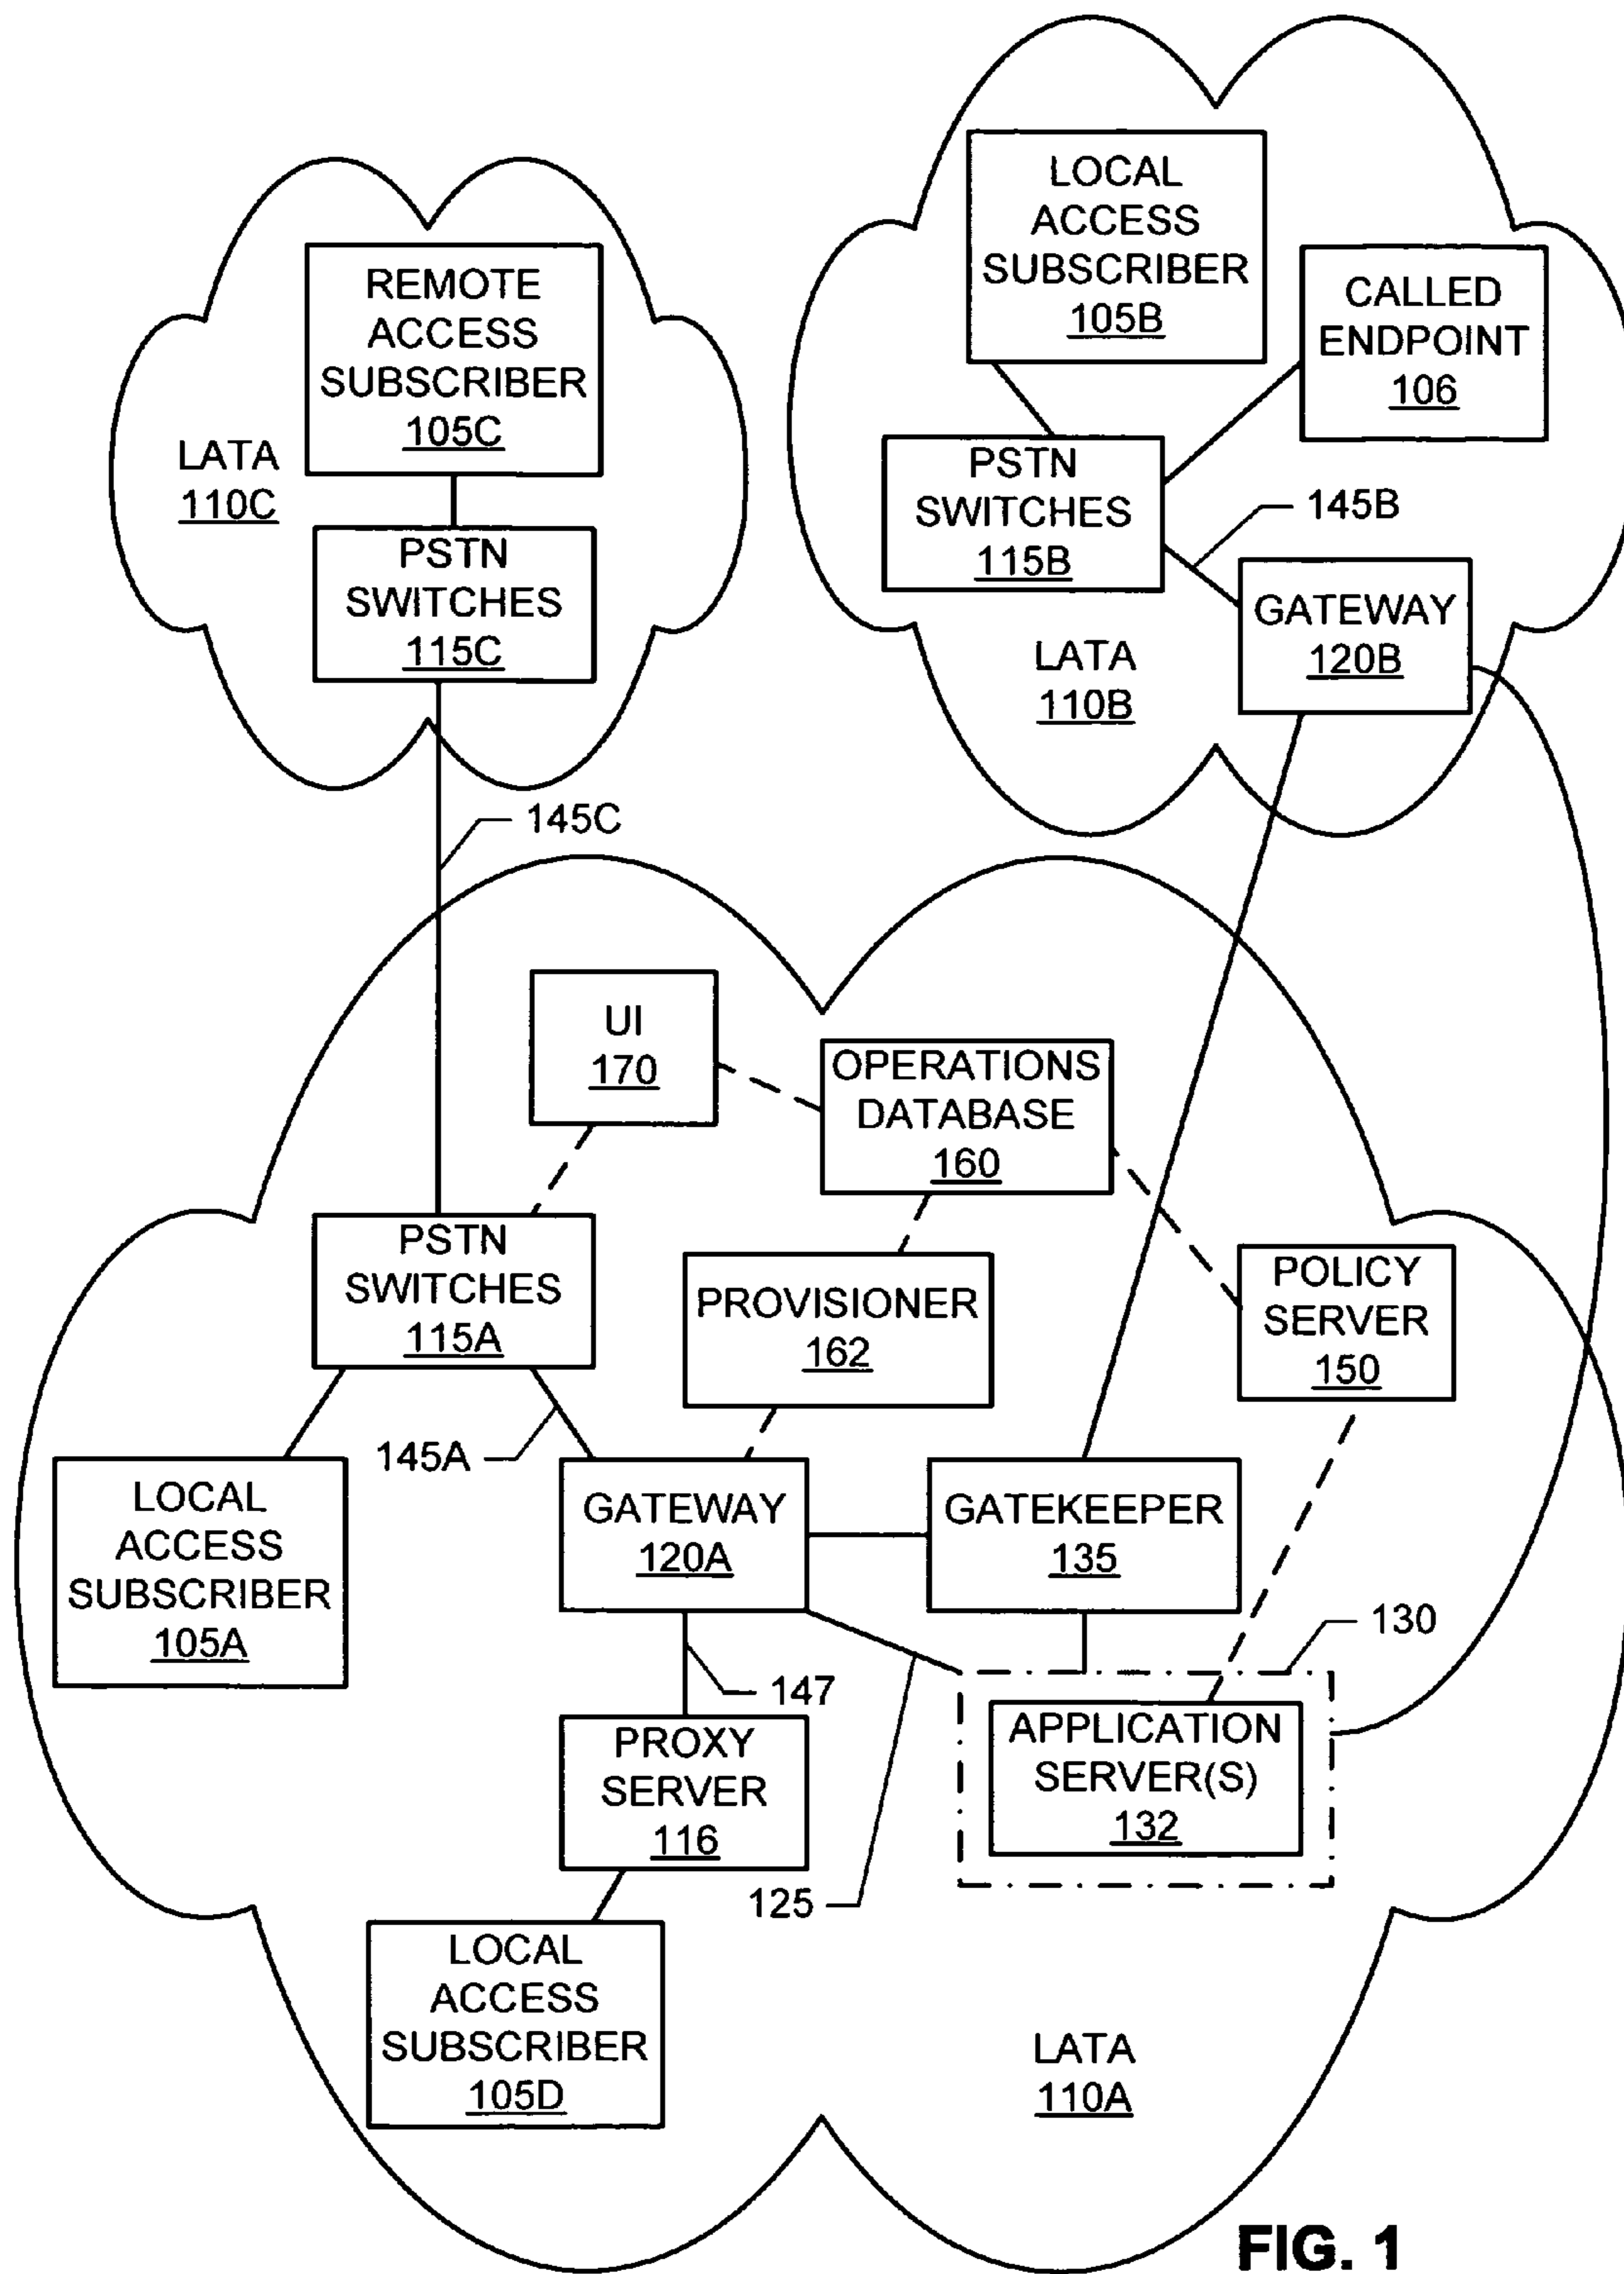 LOCAL
ACCESS
SUBSCRIBER
105B
CALLED
ENDPOINT
106
REMOTE
ACCESS
SUBSCRIBER
105C
LATA
110C
PSTN
SWITCHES
115C
PSTN
SWITCHES
115B
145B
GATEWAY
120B
LATA
110B
145C
UI
170
OPERATIONS
DATABASE
160
PSTN
SWITCHES
115A
PROVISIONER
162
POLICY
SERVER
150
145A
LOCAL
ACCESS
SUBSCRIBER
105A
GATEWAY
120A
GATEKEEPER
135
130
147
PROXY
SERVER
116
APPLICATION
SERVER(S)
132
125
LOCAL
ACCESS
SUBSCRIBER
105D
LATA
110A
FIG. 1